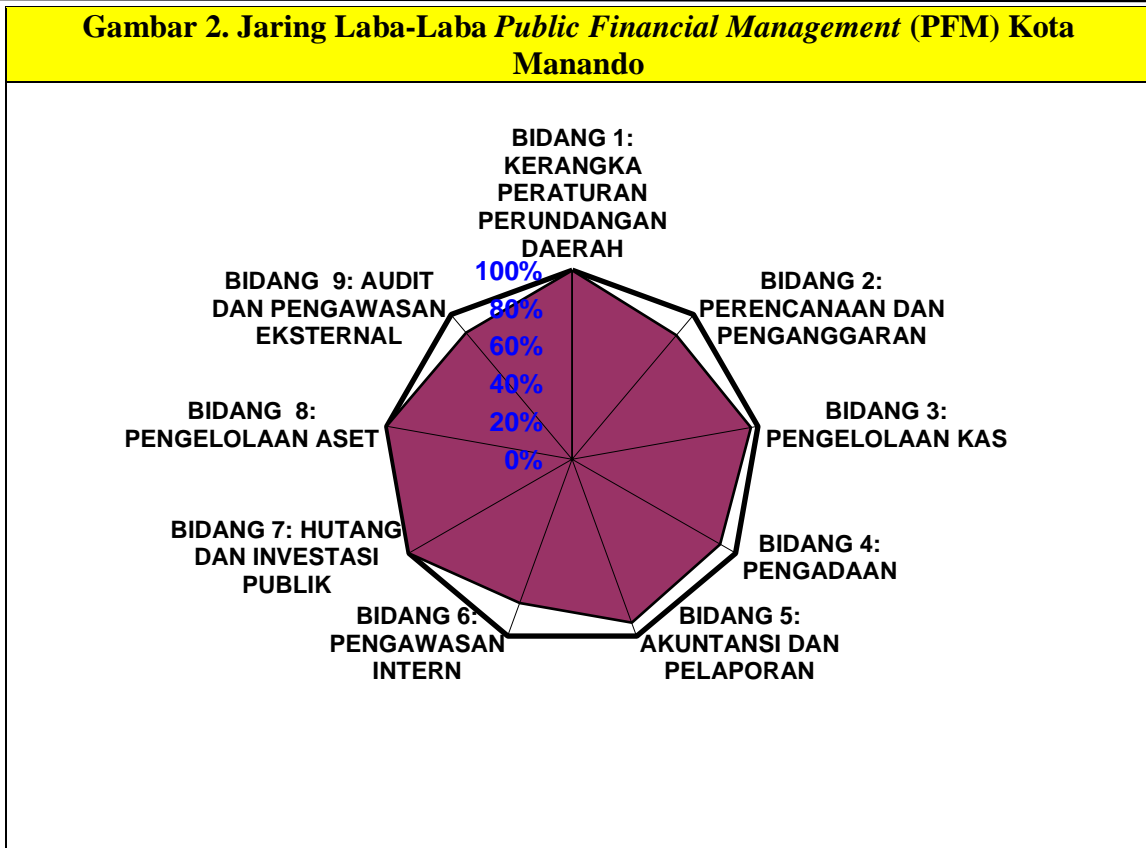 Gambar 2. Jaring Laba-Laba Public Financial Management (PFM) Kota
Manando
BIDANG 1:
KERANGKA
PERATURAN
PERUNDANGAN
DAERAH
BIDANG 2:
PERENCANAAN DAN
PENGANGGARAN
BIDANG 3:
PENGELOLAAN KAS
BIDANG 4:
PENGADAAN
BIDANG 5:
AKUNTANSI DAN
PELAPORAN
BIDANG 6:
PENGAWASAN
INTERN
BIDANG 7: HUTANG
DAN INVESTASI
PUBLIK
BIDANG 8:
PENGELOLAAN ASET
BIDANG 9: AUDIT
DAN PENGAWASAN
EKSTERNAL
100%
80%
60%
40%
20%
0%